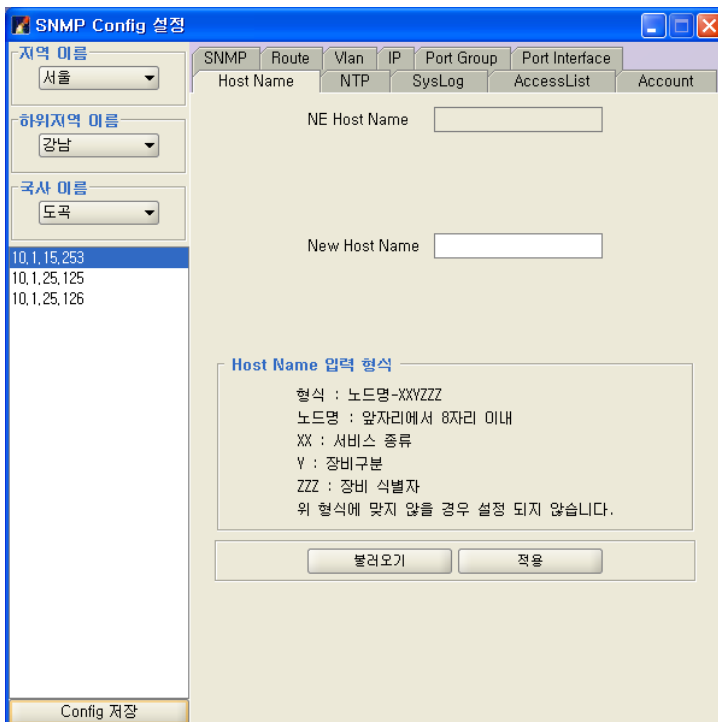 SNMP Config 설정
지역 이름
서울
하위지역 이름
강남
국사 이름
도곡
10,1,15,253
10,1,25,125
10,1,25,126
Config 저장
SNMP Route Vlan IP Port Group Port Interface
Host Name NTP SysLog AccessList Account
NE Host Name
New Host Name
Host Name 입력 형식
형식 : 노드명-XXYZZZ
노드명 : 앞자리에서 8자리 이내
XX : 서비스 종류
Y : 장비구분
ZZZ : 장비 식별자
위 형식에 맞지 않을 경우 설정 되지 않습니다.
불러오기 적용